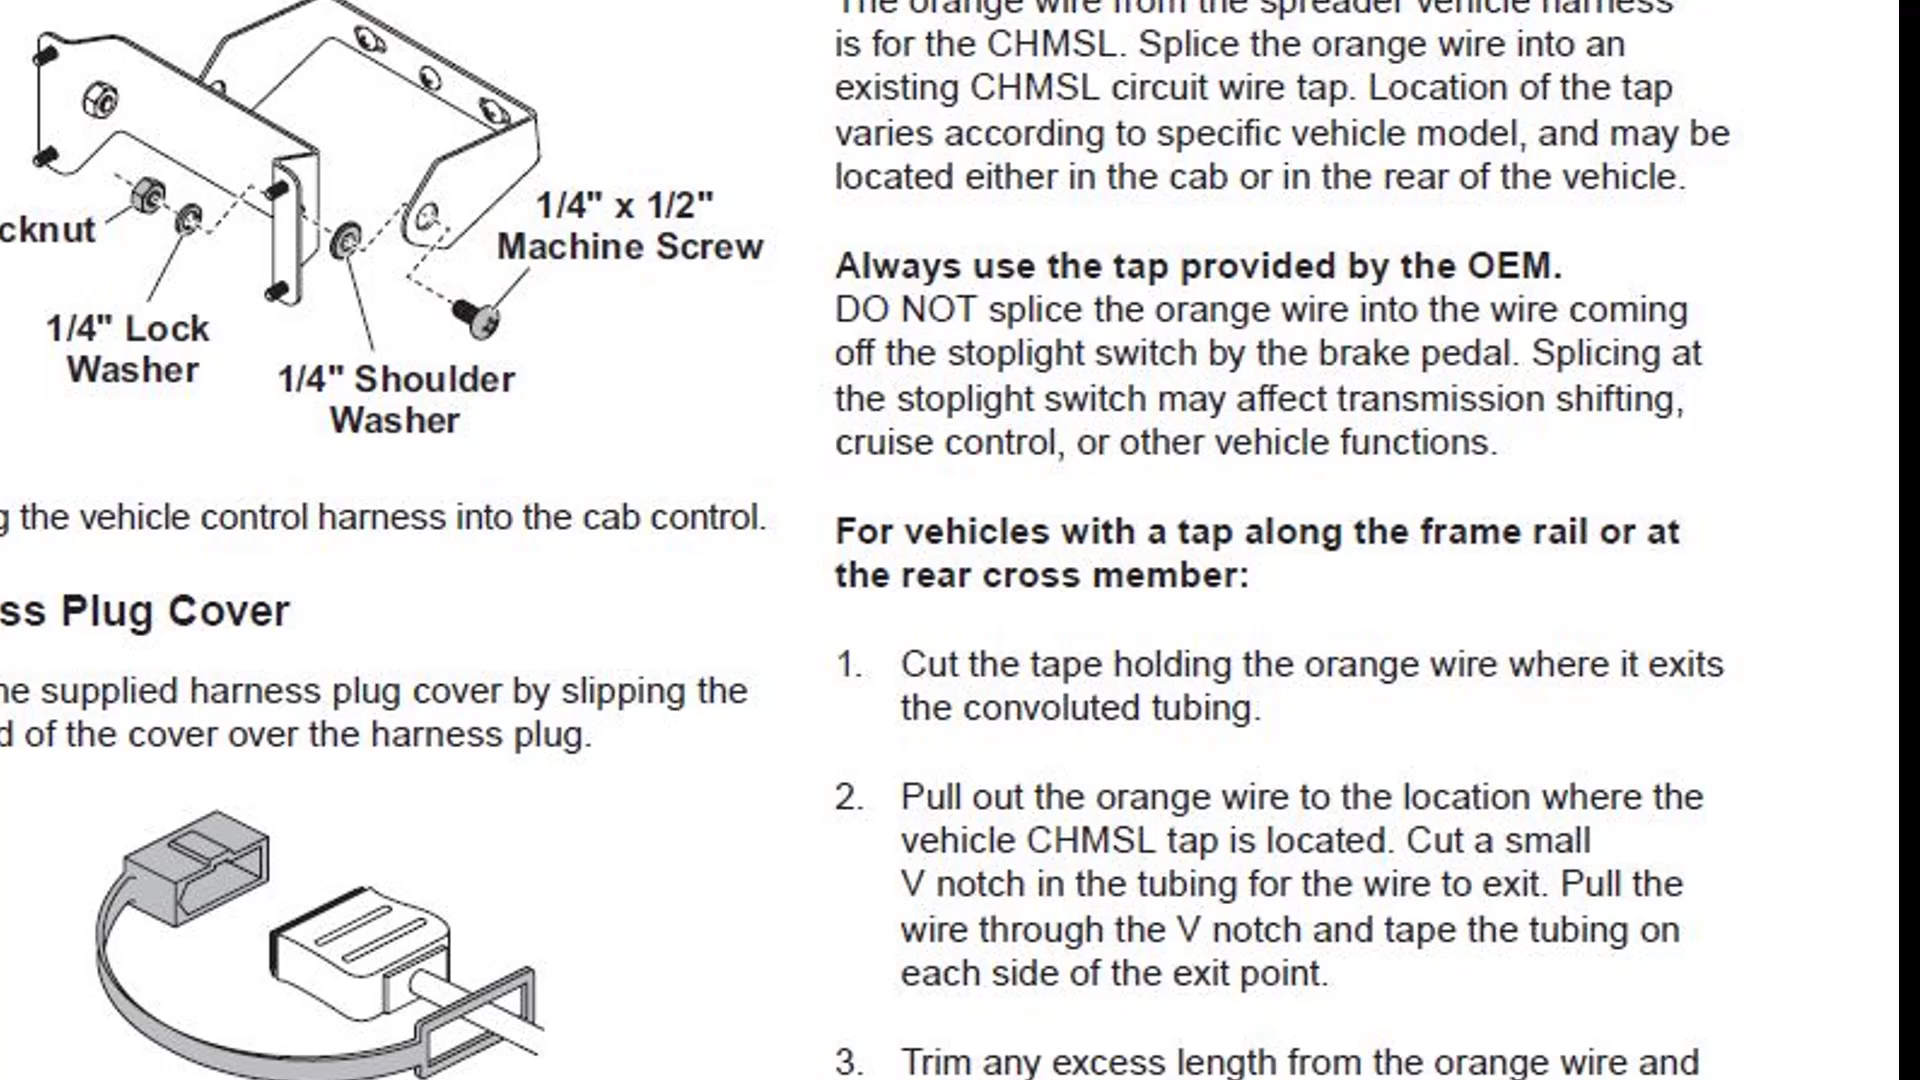 1/4" x 1/2"
Machine Screw
1/4" Lock
Washer
1/4" Shoulder
Washer
the vehicle control harness into the cab control.
Plug Cover
supplied harness plug cover by slipping the
of the cover over the harness plug.
The orange wire from the spreader vehicle harness
is for the CHMSL. Splice the orange wire into an
existing CHMSL circuit wire tap. Location of the tap
varies according to specific vehicle model, and may be
located either in the cab or in the rear of the vehicle.
Always use the tap provided by the OEM.
DO NOT splice the orange wire into the wire coming
off the stoplight switch by the brake pedal. Splicing at
the stoplight switch may affect transmission shifting,
cruise control, or other vehicle functions.
For vehicles with a tap along the frame rail or at
the rear cross member:
1. Cut the tape holding the orange wire where it exits
the convoluted tubing.
2. Pull out the orange wire to the location where the
vehicle CHMSL tap is located. Cut a small
V notch in the tubing for the wire to exit. Pull the
wire through the V notch and tape the tubing on
each side of the exit point.
3. Trim any excess length from the orange wire and